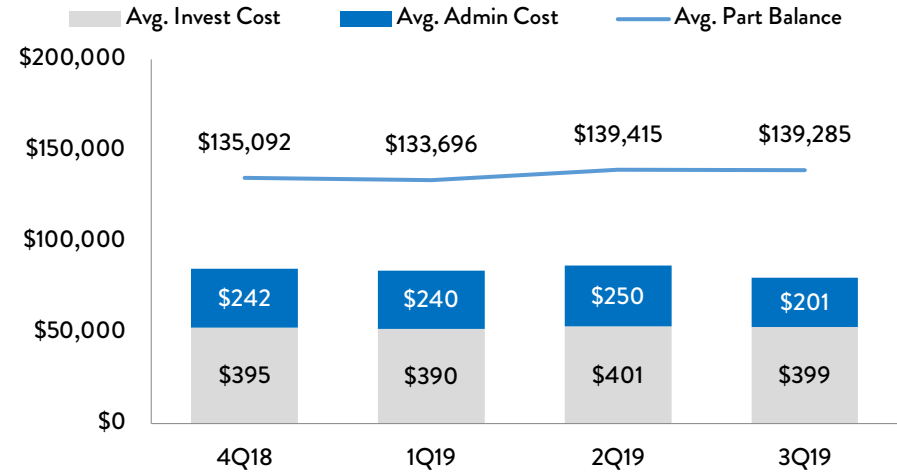 Avg. Invest Cost Avg. Admin Cost Avg. Part Balance
$200,000
$150,000
$100,000
$50,000
$0
$135,092 $133,696 $139,415 $139,285
$242 $240 $250 $201
$395 $390 $401 $399
4Q18 1Q19 2Q19 3Q19